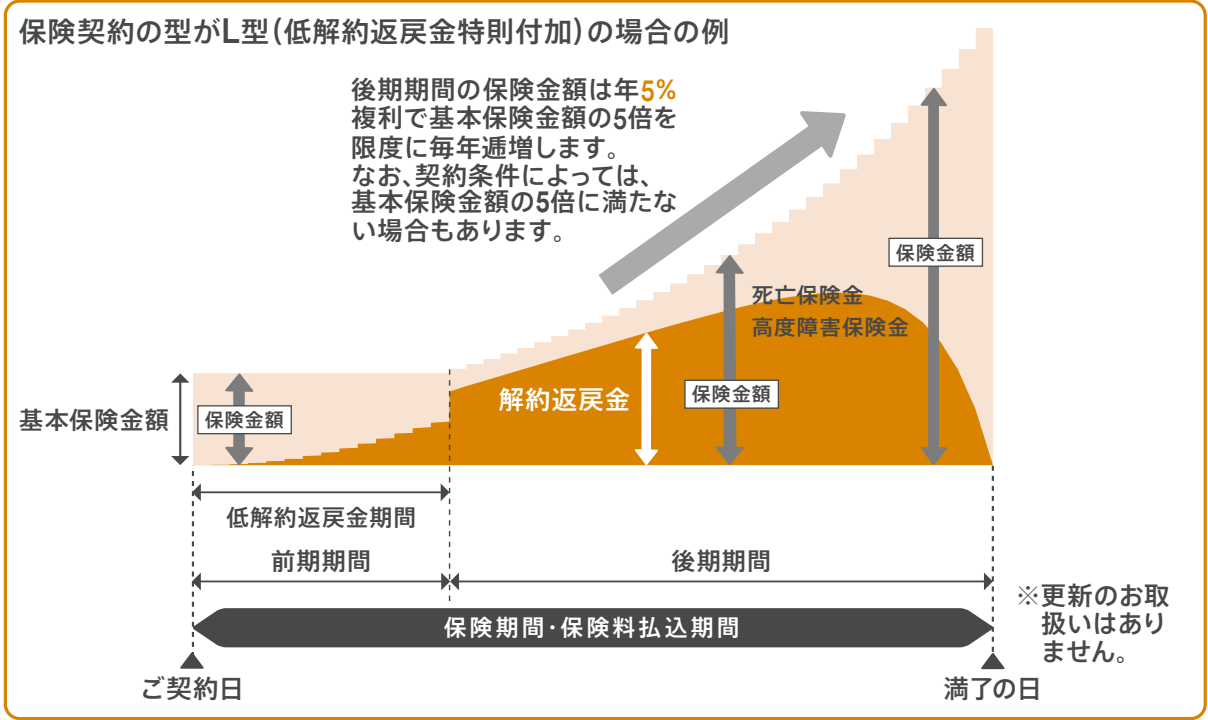 保険契約の型がL型(低解約返戻金特則付加)の場合の例
後期期間の保険金額は年5%
複利で基本保険金額の5倍を
限度に毎年逓増します。
なお、契約条件によっては、
基本保険金額の5倍に満たな
い場合もあります。
保険金額
死亡保険金
高度障害保険金
解約返戻金
保険金額
基本保険金額
保険金額
低解約返戻金期間
前期期間
後期期間
※更新のお取
扱いはあり
ません。
保険期間・保険料払込期間
ご契約日
満了の日